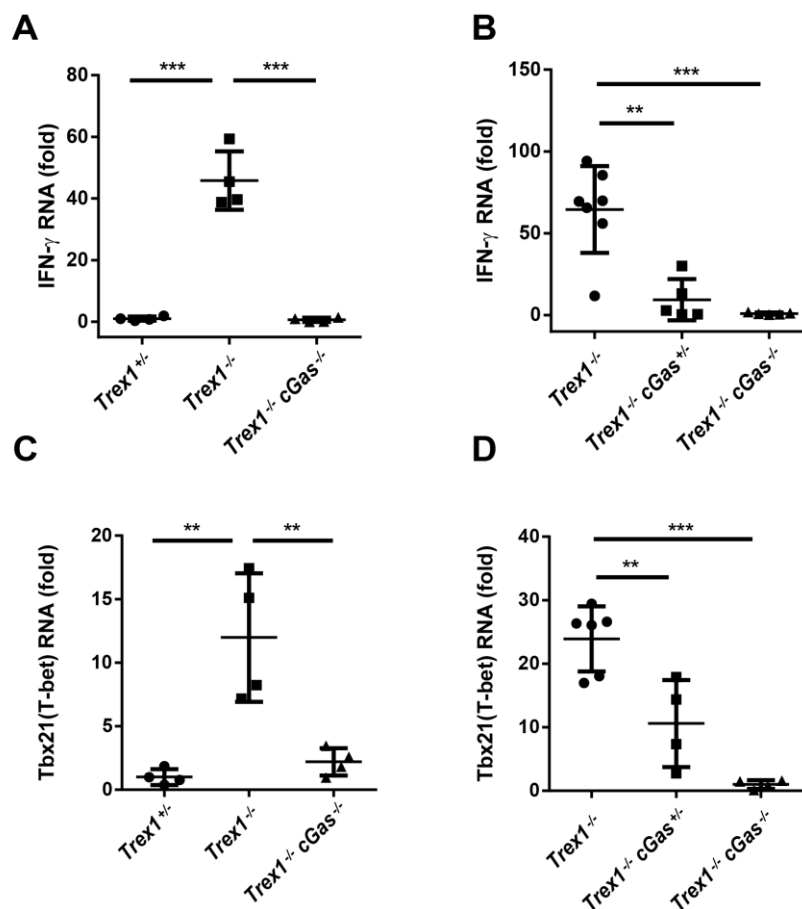 A
IFN-γ RNA (fold)
80
60
40
20
0
***
***
Trex1+/-
Trex1-/-
Trex1-/- cGas-/-
B
IFN-γ RNA (fold)
150
100
50
0
***
**
Trex1-/-
Trex1-/- cGas+/-
Trex1-/- cGas-/-
C
Tbx21(T-bet) RNA (fold)
20
15
10
5
0
**
**
Trex1+/-
Trex1-/-
Trex1-/- cGas-/-
D
Tbx21(T-bet) RNA (fold)
40
30
20
10
0
***
**
Trex1-/-
Trex1-/- cGas+/-
Trex1-/- cGas-/-